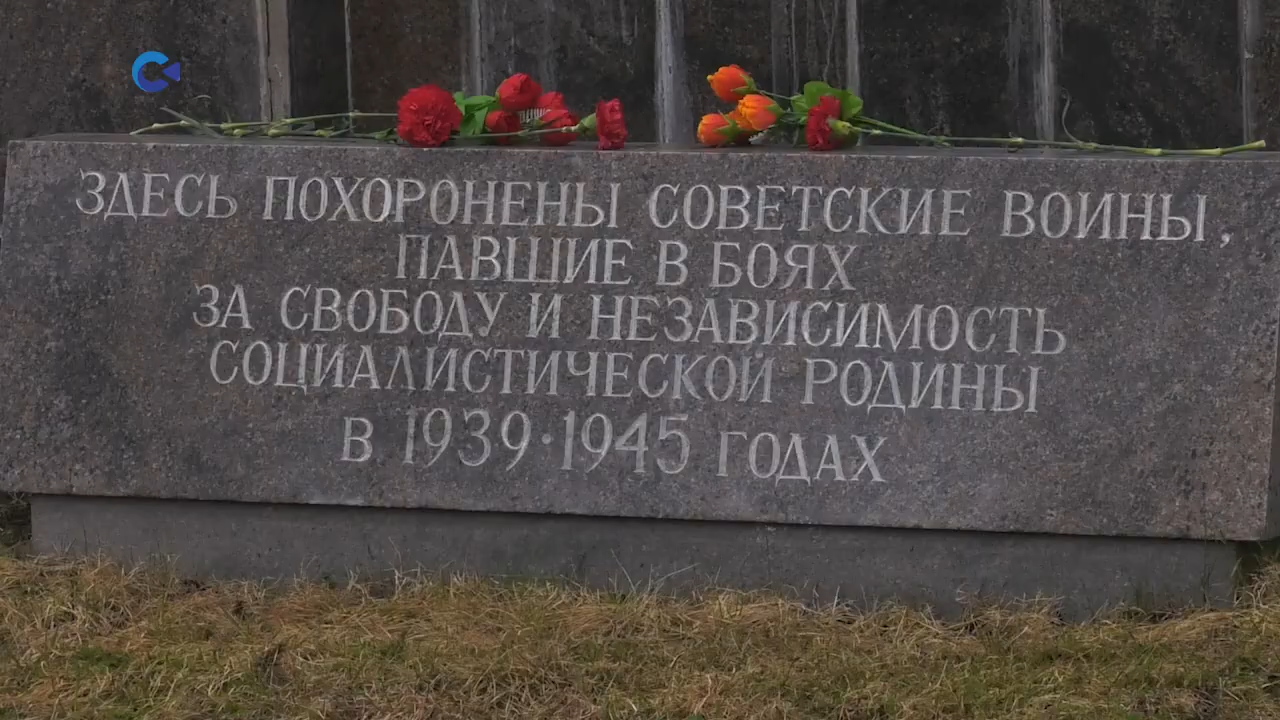 ЗДЕСЬ ПОХОРОНЕНЫ СОВЕТСКИЕ ВОИНЫ,
ПАВШИЕ В БОЯХ
ЗА СВОБОДУ И НЕЗАВИСИМОСТЬ
СОЦИАЛИСТИЧЕСКОЙ РОДИНЫ
В 1939·1945 ГОДАХ